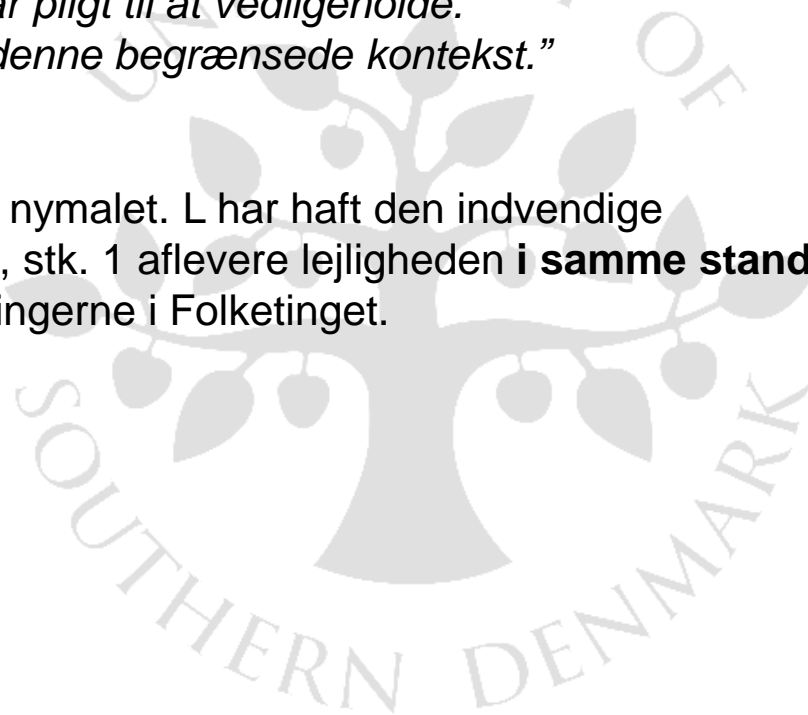 ar pligt til at vedligeholde.
denne begrænsede kontekst.”
nymalet. L har haft den indvendige
, stk. 1 aflevere lejligheden i samme stand
ingerne i Folketinget.
UN OF
SOUTHERN DENMARK